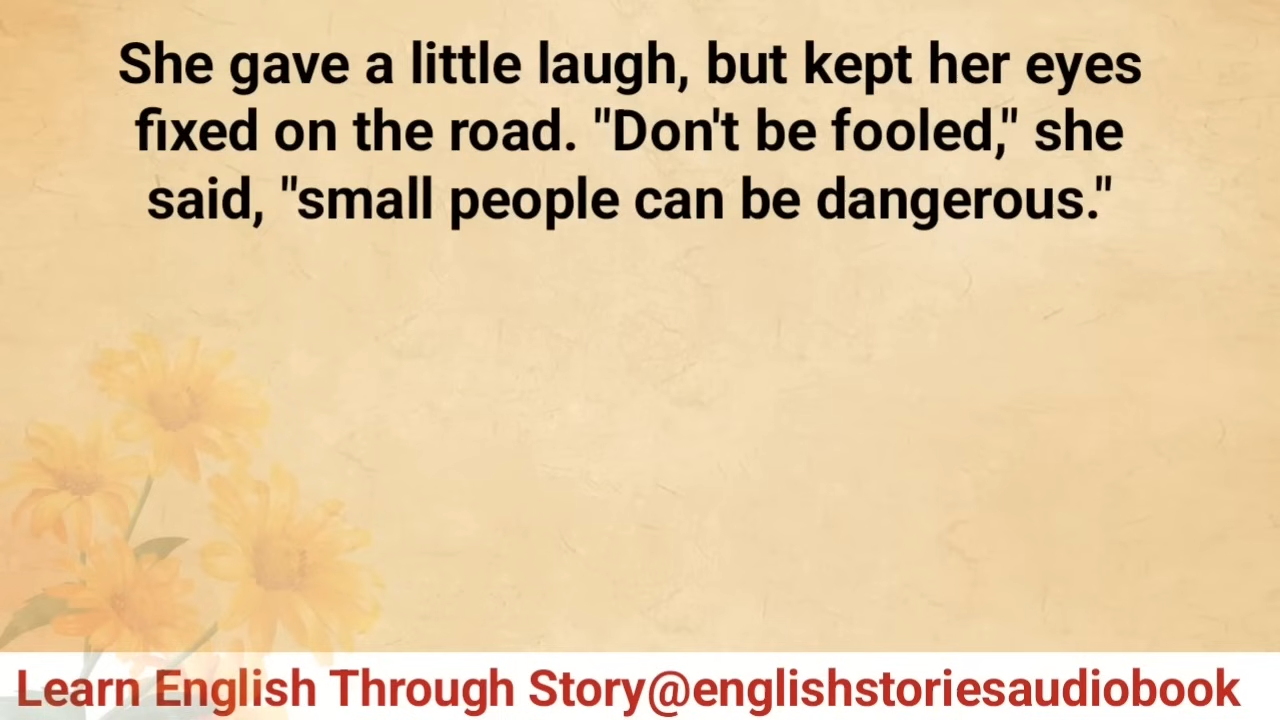 She gave a little laugh, but kept her eyes
fixed on the road. "Don't be fooled," she
said, "small people can be dangerous."
Learn English Through Story@englishstoriesaudiobook